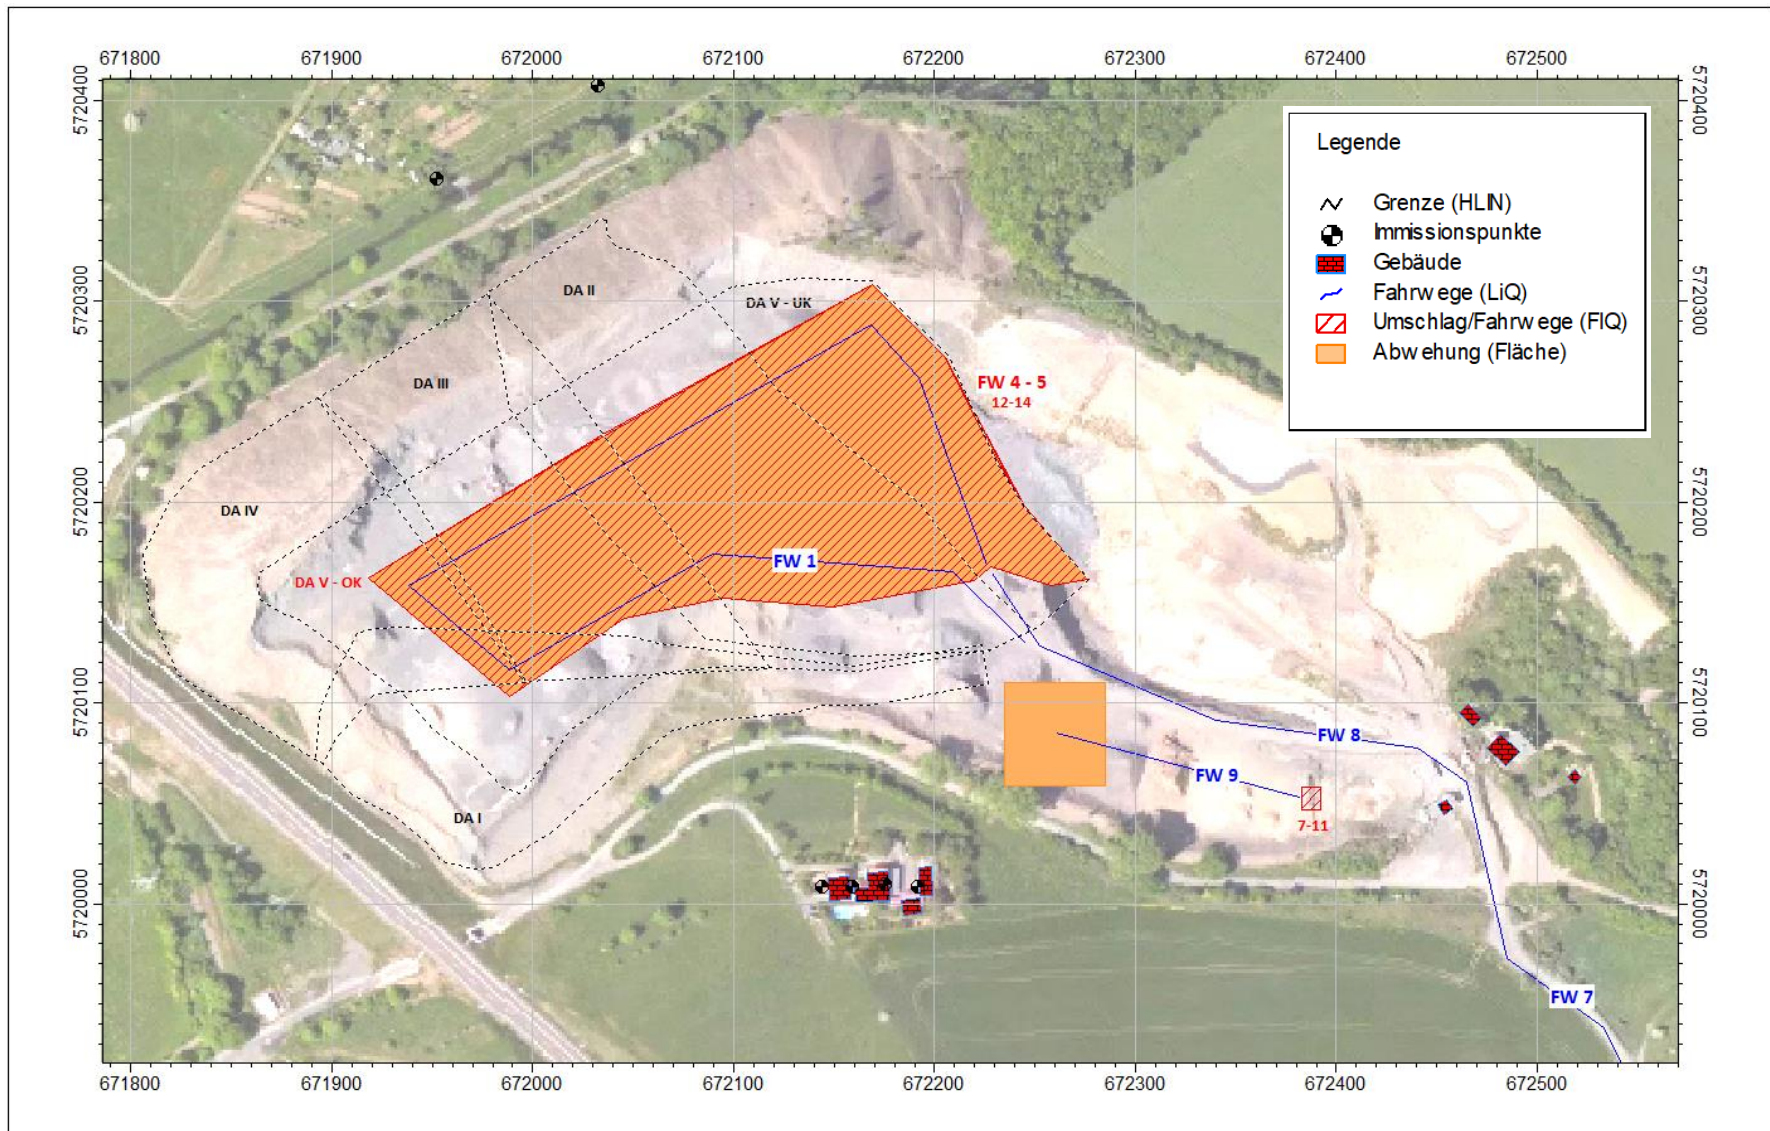 671800 671900 672000 672100 672200 672300 672400 672500
5720400 5720400
Legende
Grenze (HLIN)
Immissionspunkte
Gebäude
Fahrwege (LiQ)
Umschlag/Fahrwege (FlQ)
Abwehung (Fläche)
DA II
DA V - UK
5720300 5720300
DA III
FW 4 - 5
12-14
5720200 5720200
DA IV
FW 1
DA V - OK
5720100 5720100
FW 8
FW 9
DA I
7-11
5720000 5720000
FW 7
671800 671900 672000 672100 672200 672300 672400 672500